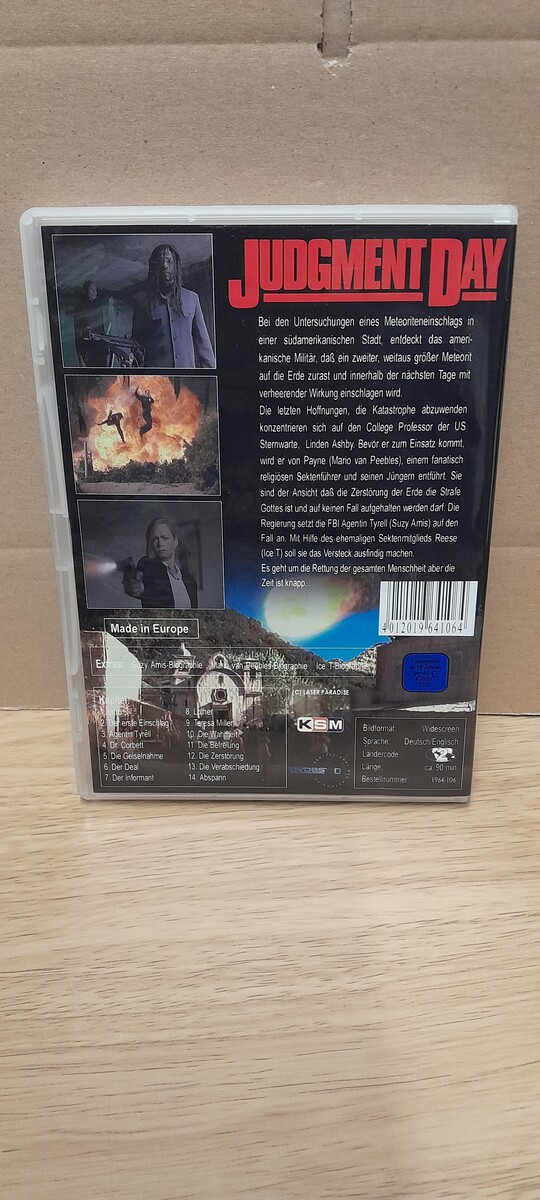 JUDGMENT DAY
Bei den Untersuchungen eines Meteoriteneinschlags in
einer südamerikanischen Stadt, entdeckt das ameri-
kanische Militär, daß ein zweiter, weitaus größer Meteorit
auf die Erde zurast und innerhalb der nächsten Tage mit
verheerender Wirkung einschlagen wird.
Die letzten Hoffnungen, die Katastrophe abzuwenden
konzentrieren sich auf den College Professor der US
Sternwarte, Linden Ashby. Bevor er zum Einsatz kommt,
wird er von Payne (Mario van Peebles), einem fanatisch
religiösen Sektenführer und seinen Jüngern entführt. Sie
sind der Ansicht daß die Zerstörung der Erde die Strafe
Gottes ist und auf keinen Fall aufgehalten werden darf. Die
Regierung setzt die FBI Agentin Tyrell (Suzy Amis) auf den
Fall an. Mit Hilfe des ehemaligen Sektenmitglieds Reese
(Ice T) soll sie das Versteck ausfindig machen.
Es geht um die Rettung der gesamten Menschheit aber die
Zeit ist knapp...
4 012019 641064
Made in Europe
Extras: Suzy Amis-Biographie Mario van Peebles-Biographie Ice T-Biographie
(C) LASER PARADISE
Kapitel
2. Der erste Einschlag
3. Agentin Tyrell
4. Dr. Corbett
5. Die Geiselnahme
6. Der Deal
7. Der Informant
8. Luther
9. Teresa Millen
10. Die Wahrheit
11. Die Befreiung
12. Die Zerstörung
13. Die Verabschiedung
14. Abspann
KSM
Bildformat: Widescreen
Sprache: Deutsch/Englisch
Ländercode: 2
Länge: ca. 90 min
Bestellnummer: 1964-106